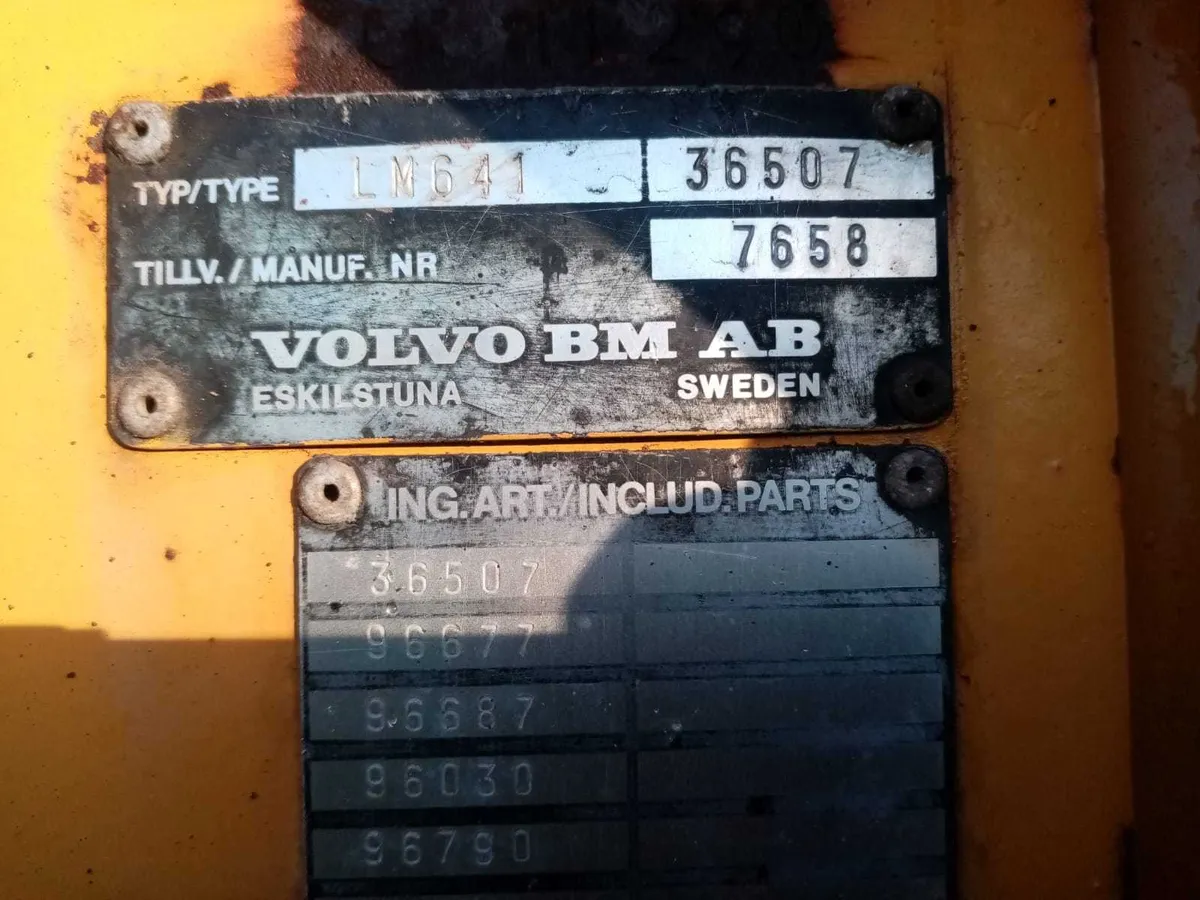 TYP/TYPE LM641 36507
TILLV./MANUF. NR 7658
VOLVO BM AB
ESKILSTUNA SWEDEN
ING.ART./INCLUD.PARTS
36507
96677
96687
96030
96790